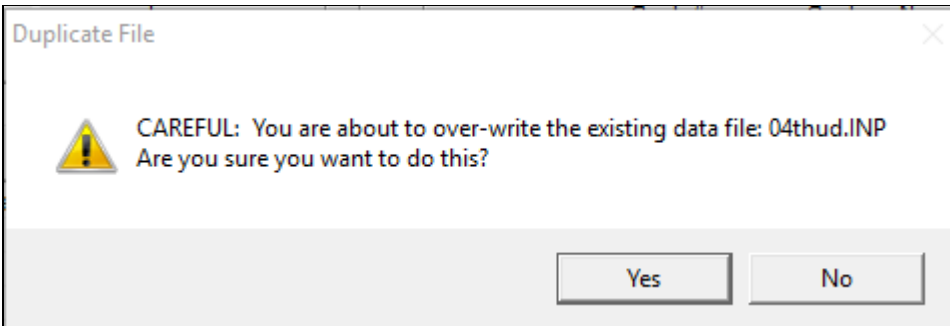 Duplicate File
CAREFUL:  You are about to over-write the existing data file: 04thud.INP
Are you sure you want to do this?
Yes
No